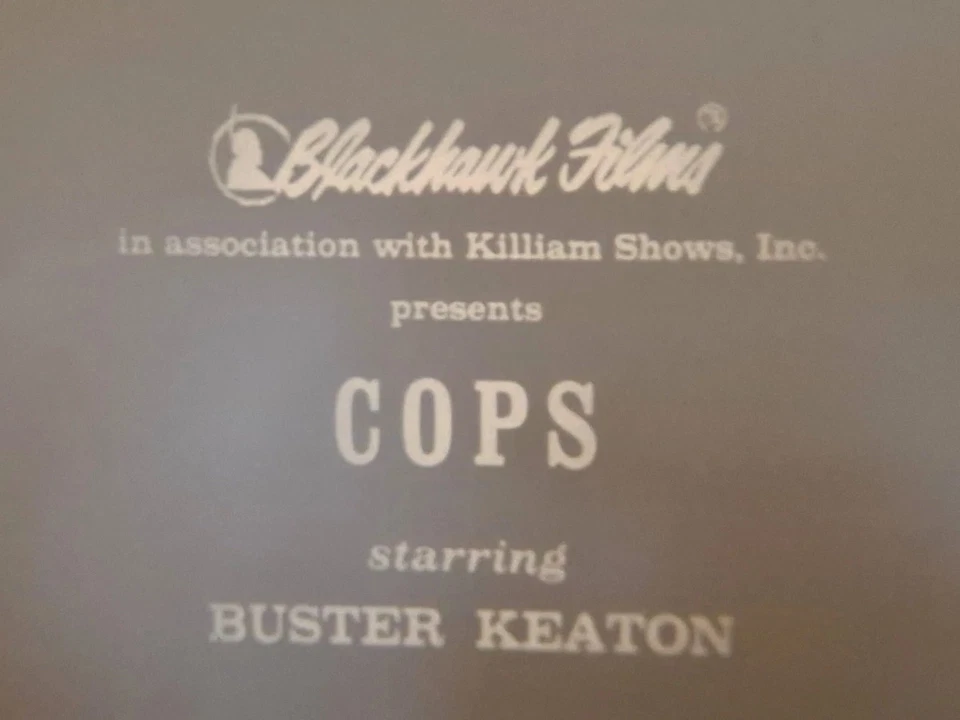 Blackhawk Films ®
in association with Killiam Shows, Inc.
presents
COPS
starring
BUSTER KEATON